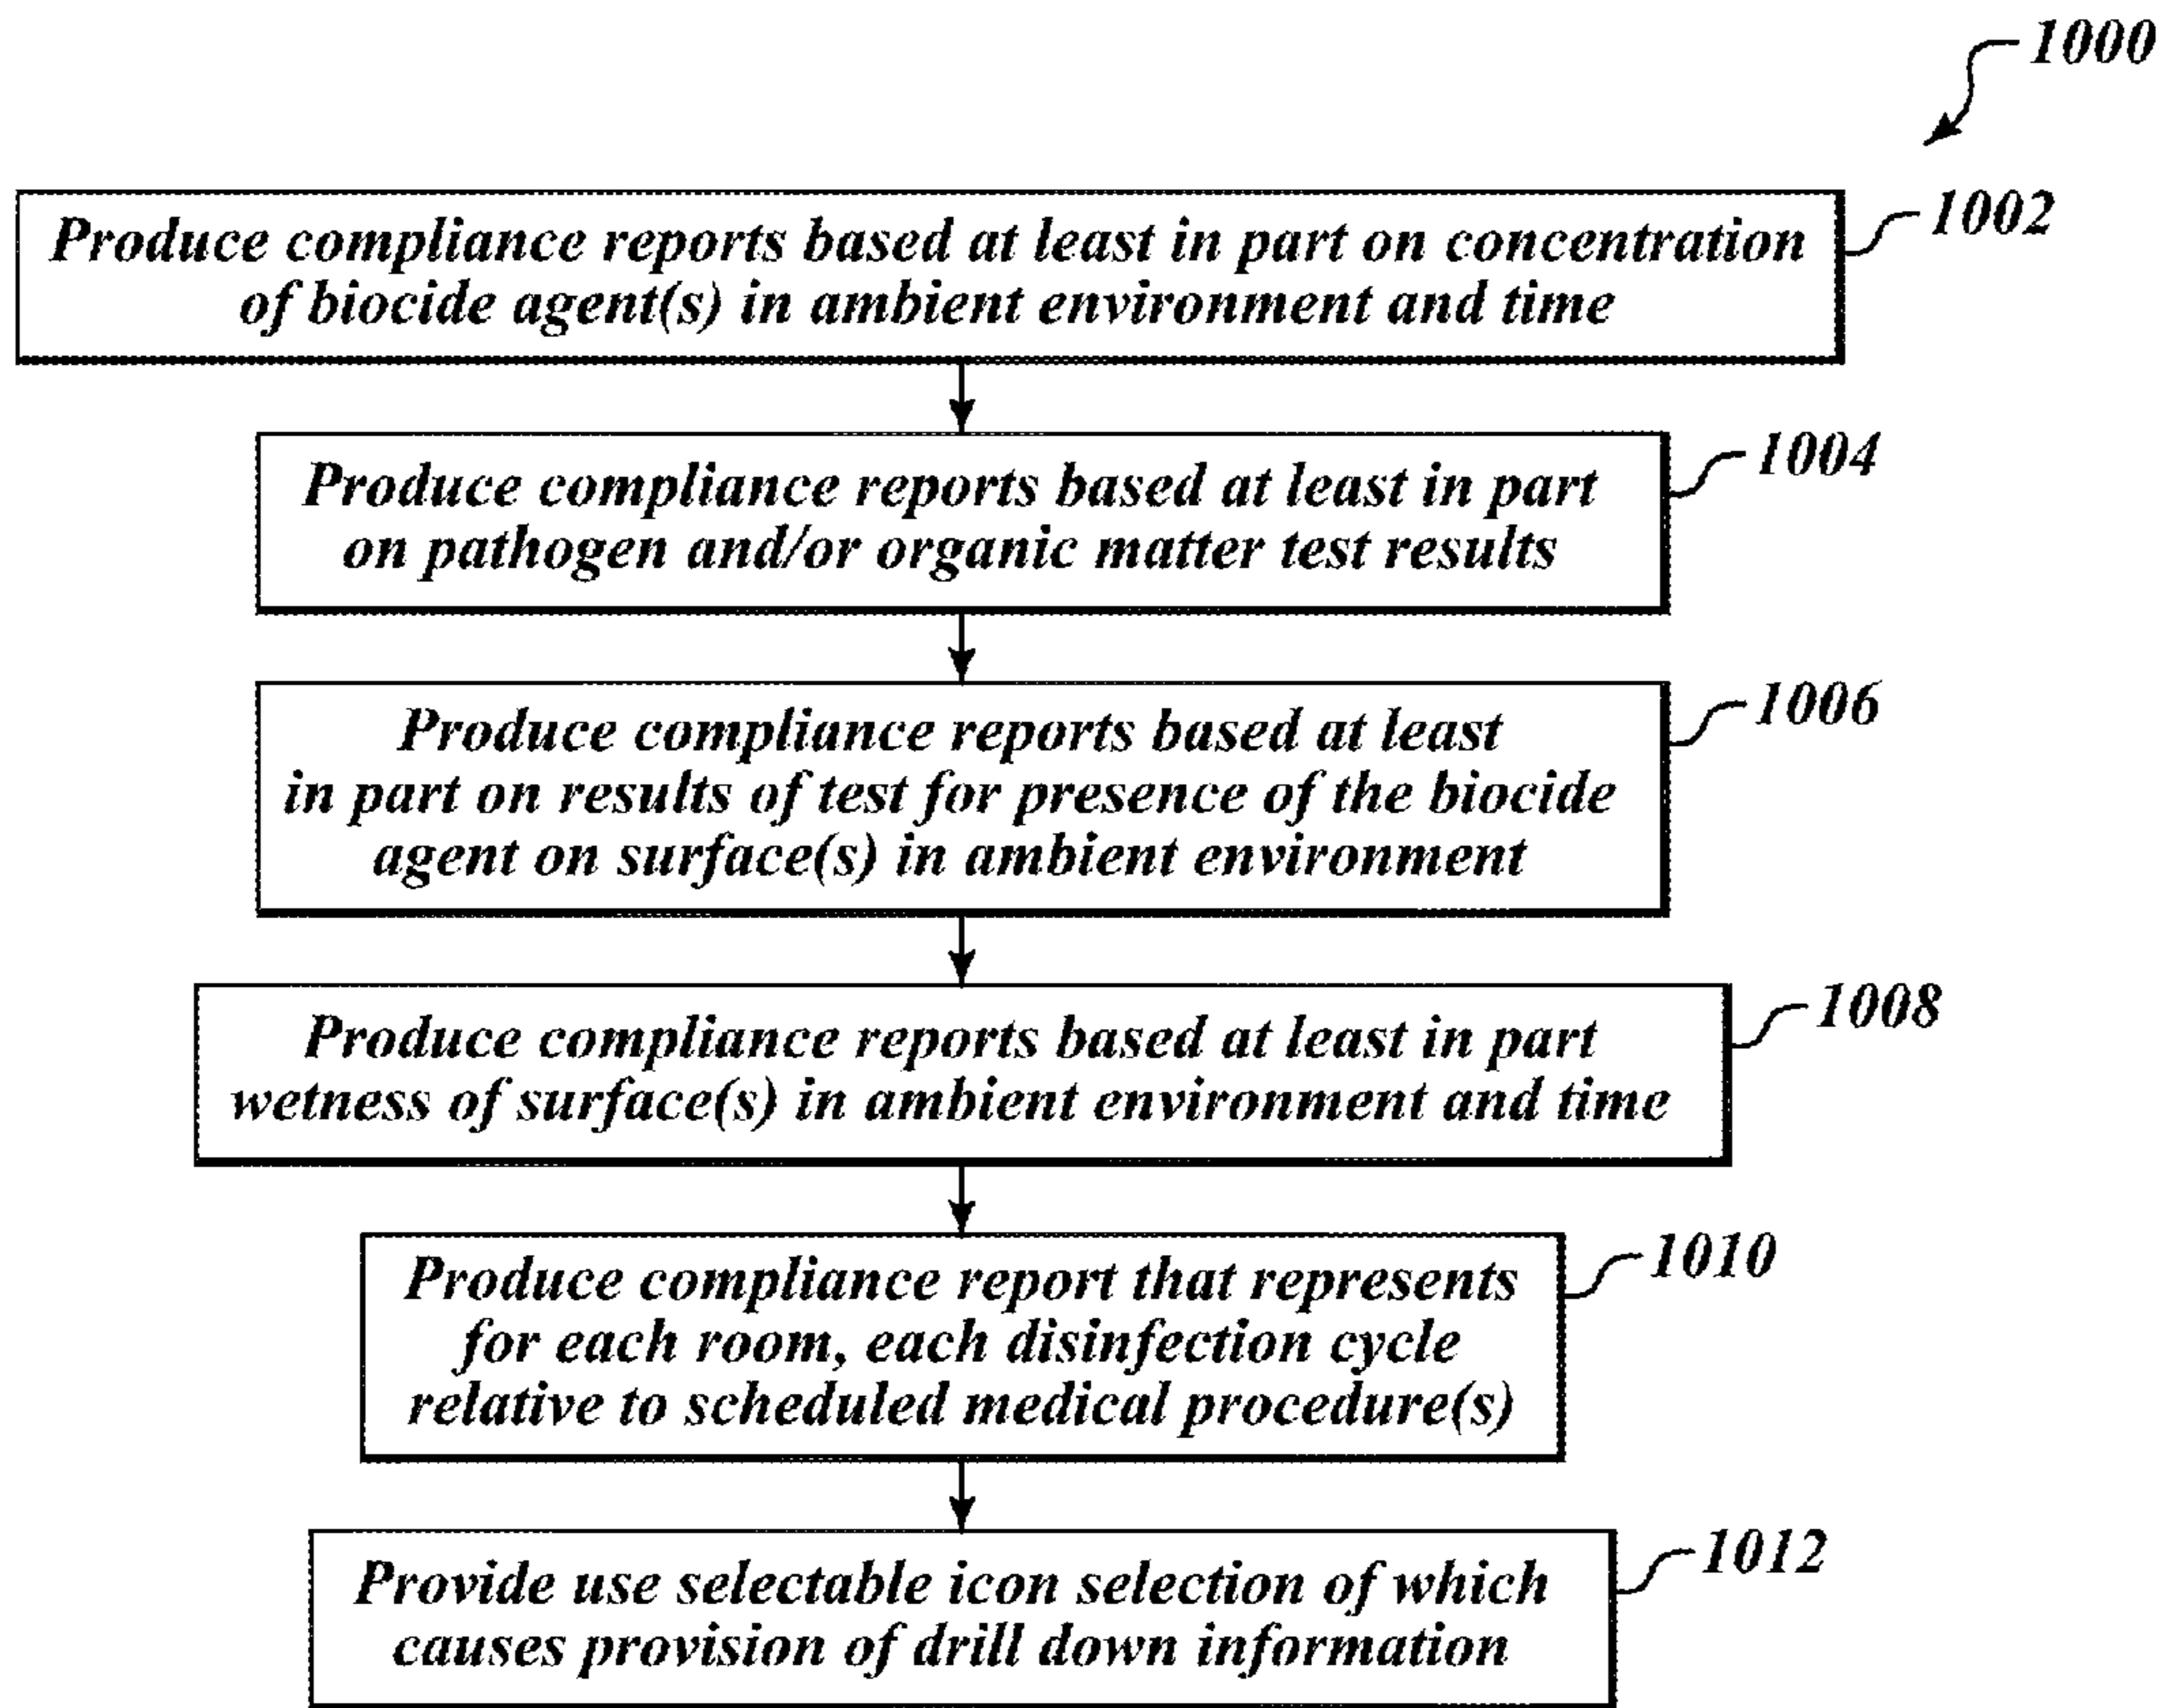 1000
1002
Produce compliance reports based at least in part on concentration
of biocide agent(s) in ambient environment and time
1004
Produce compliance reports based at least in part
on pathogen and/or organic matter test results
1006
Produce compliance reports based at least
in part on results of test for presence of the biocide
agent on surface(s) in ambient environment
1008
Produce compliance reports based at least in part
wetness of surface(s) in ambient environment and time
1010
Produce compliance report that represents
for each room, each disinfection cycle
relative to scheduled medical procedure(s)
1012
Provide use selectable icon selection of which
causes provision of drill down information